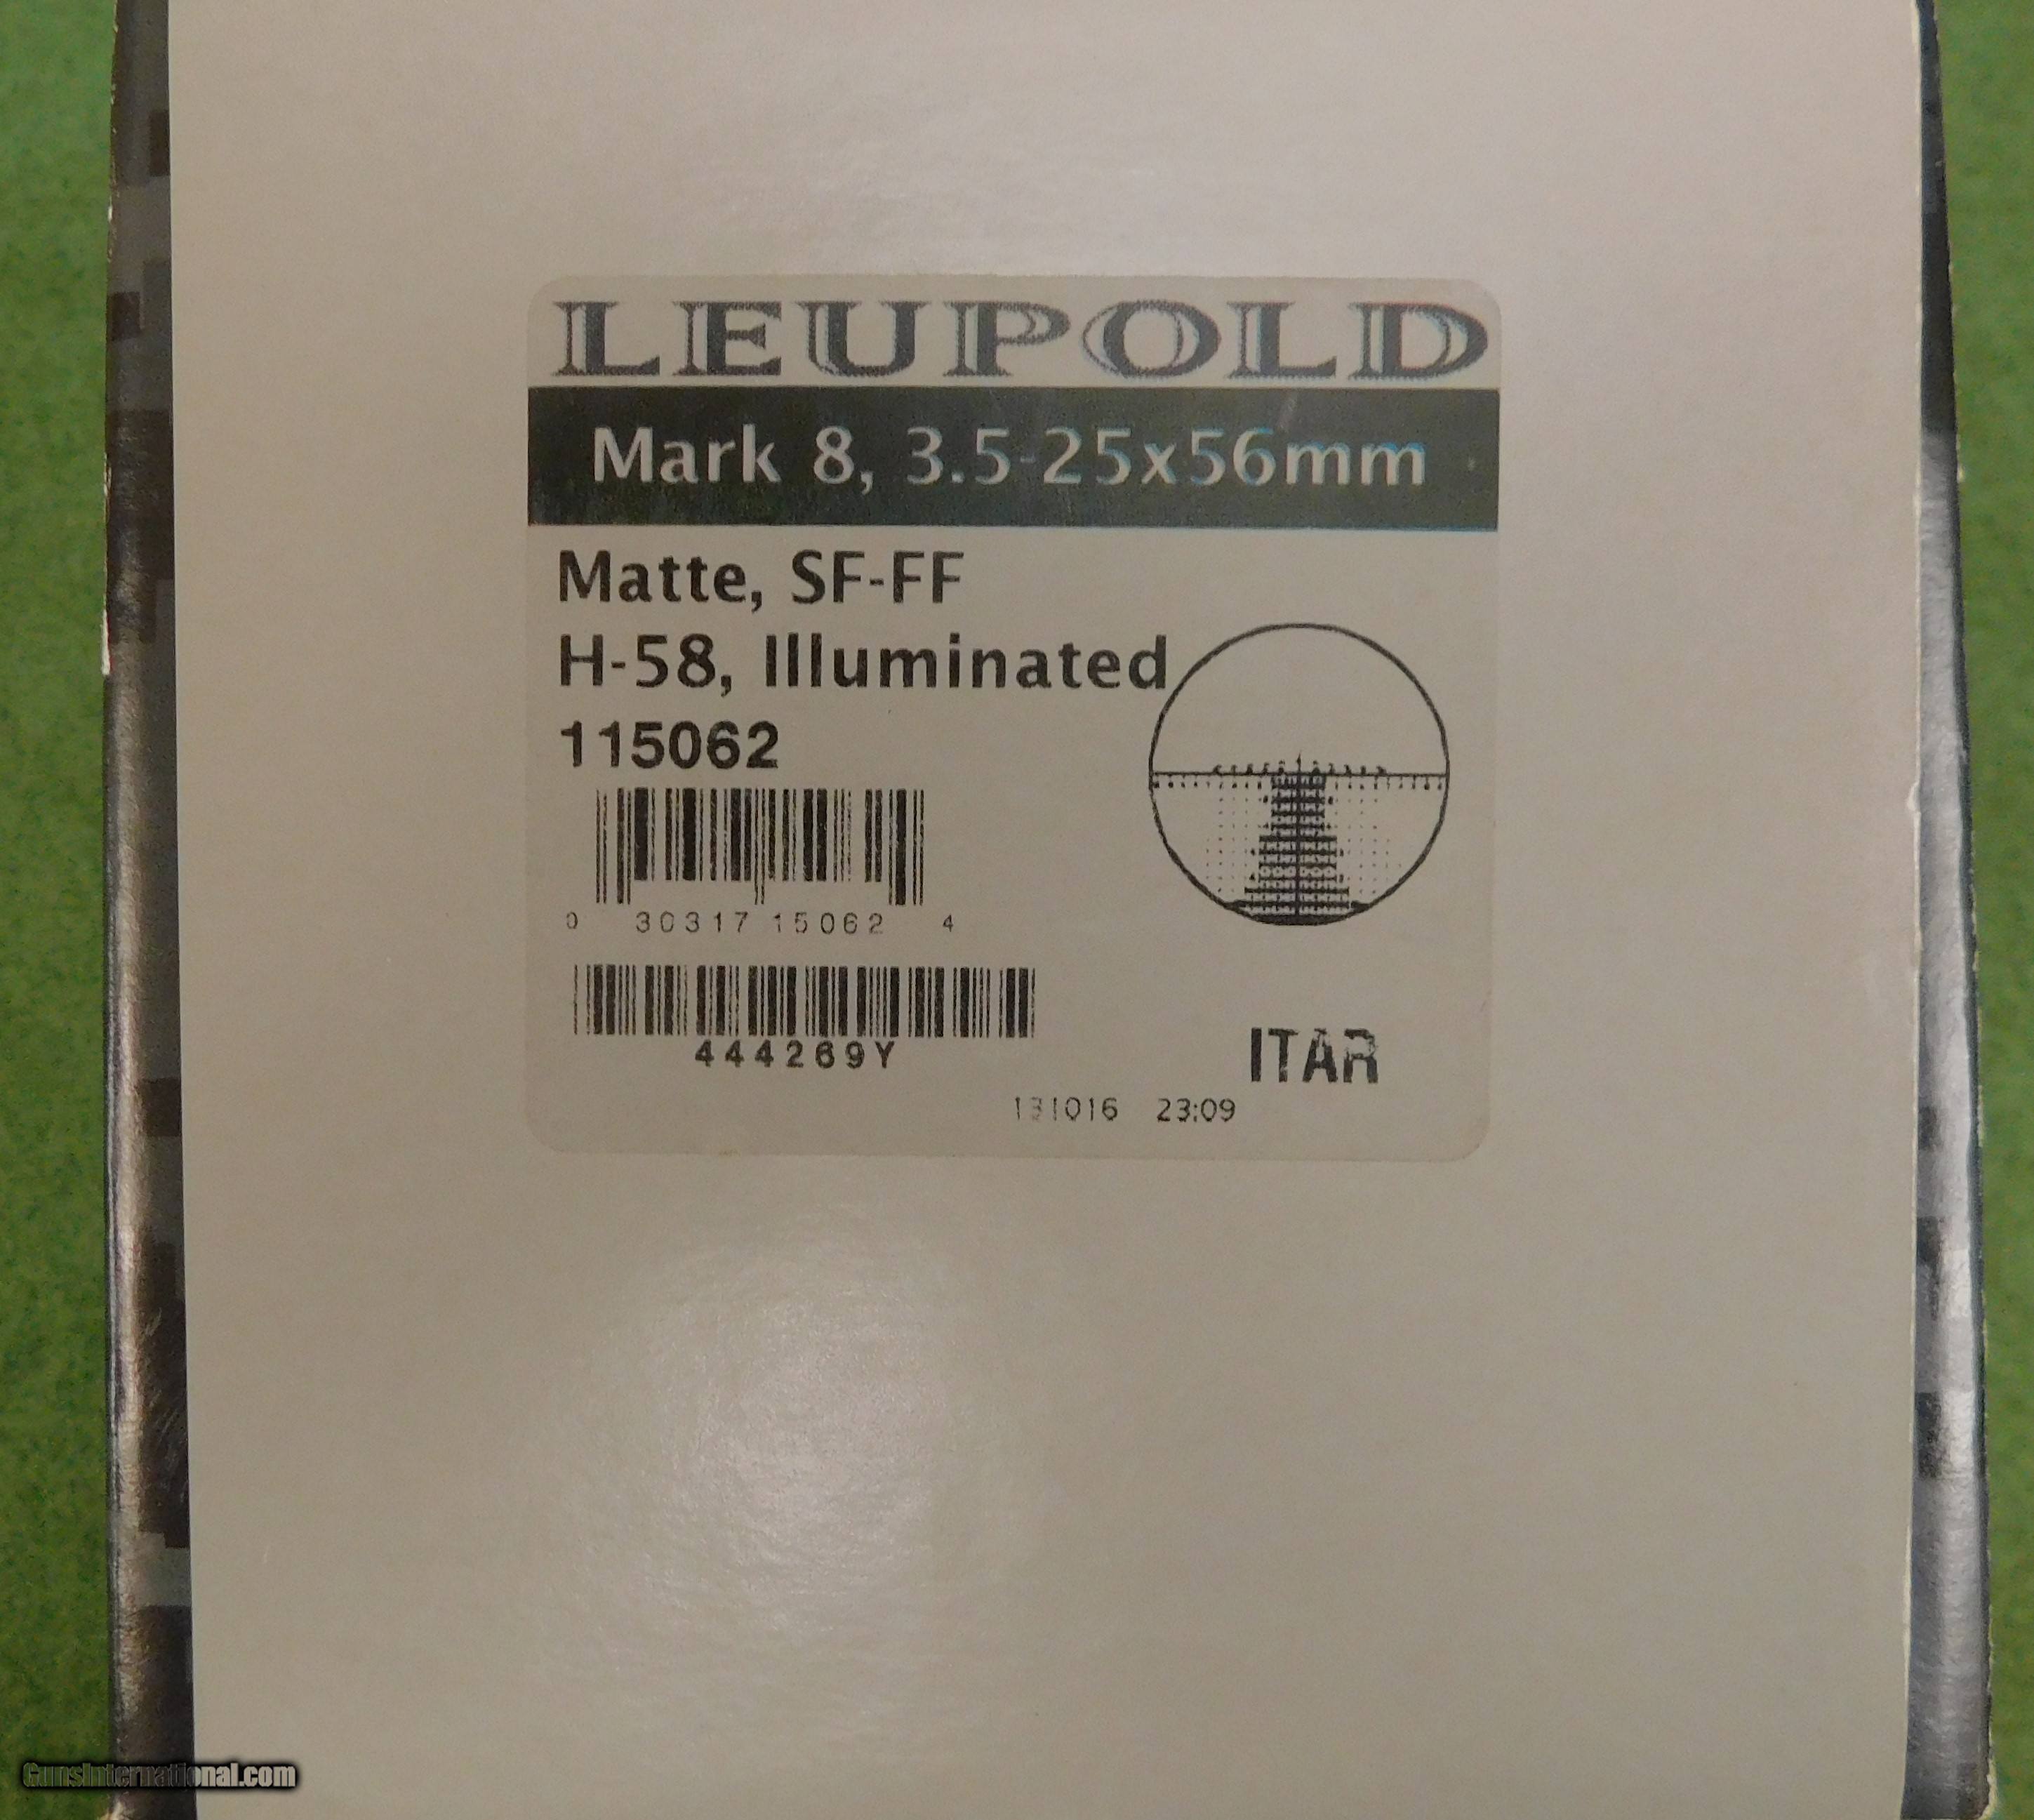 LEUPOLD
Mark 8, 3.5-25x56mm
Matte, SF-FF
H-58, Illuminated
115062
0 30317 15062 4
444269Y
ITAR
131016 23:09
GunsInternational.com